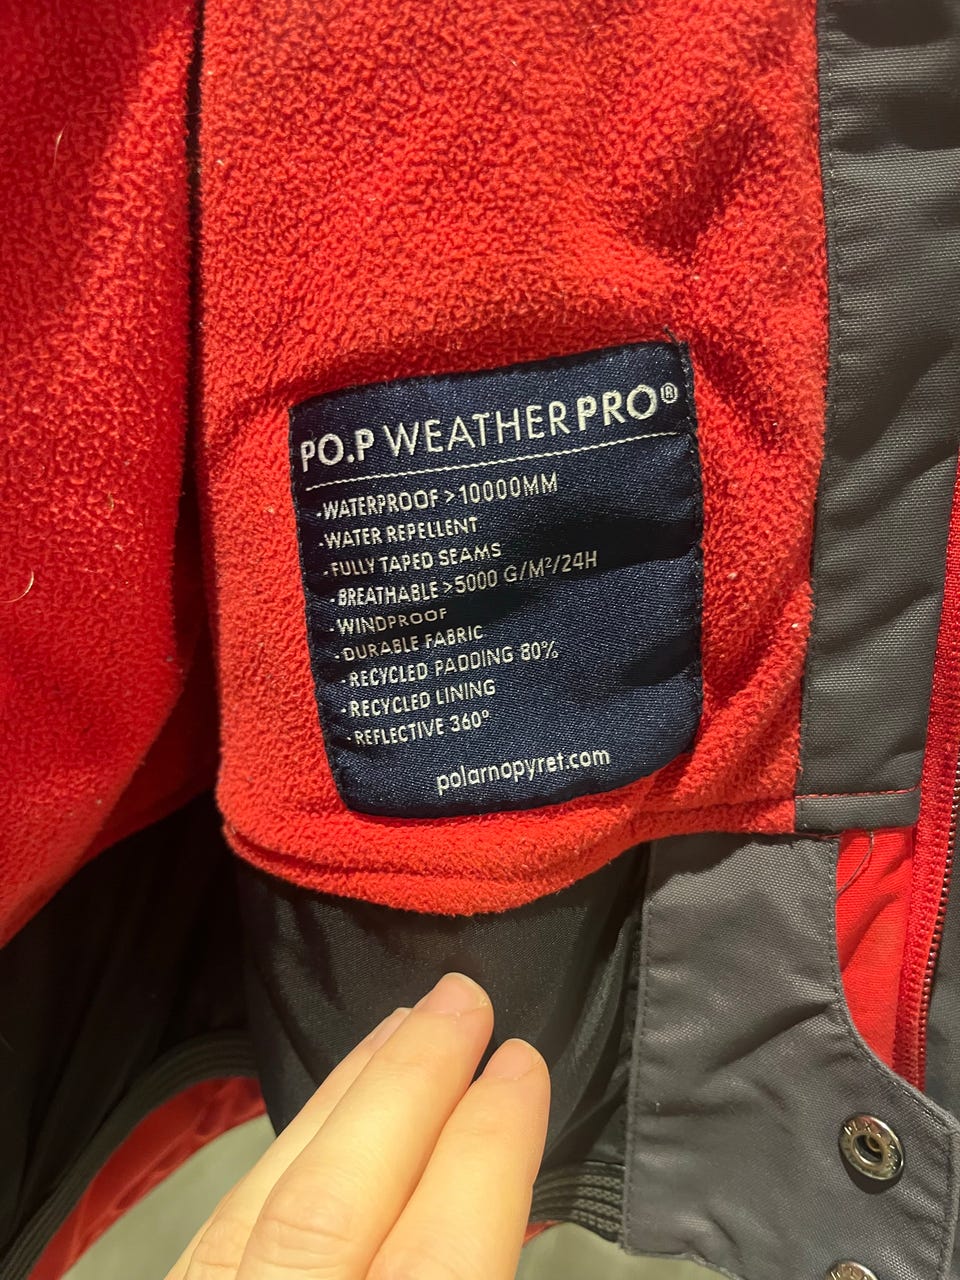 PO.P WEATHERPRO®
-WATERPROOF >10000MM
-WATER REPELLENT
-FULLY TAPED SEAMS
-BREATHABLE >5000 G/M²/24H
-WINDPROOF
-DURABLE FABRIC
-RECYCLED PADDING 80%
-RECYCLED LINING
-REFLECTIVE 360°
polarnopyret.com